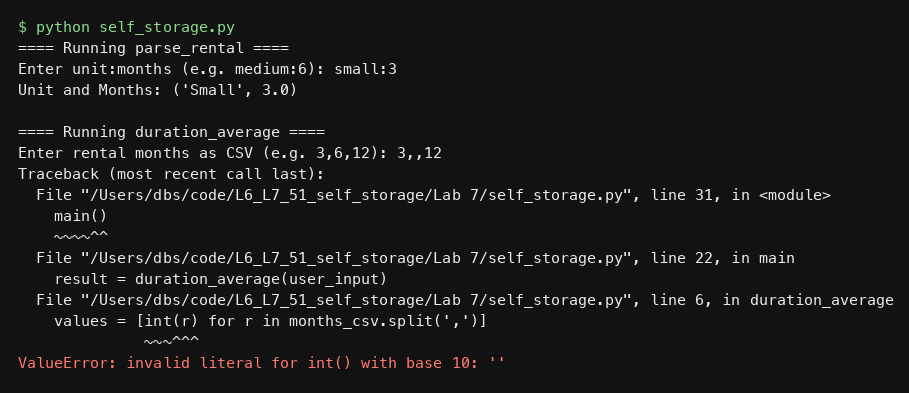 $ python self_storage.py
==== Running parse_rental ====
Enter unit:months (e.g. medium:6): small:3
Unit and Months: ('Small', 3.0)

==== Running duration_average ====
Enter rental months as CSV (e.g. 3,6,12): 3,,12
Traceback (most recent call last):
  File "/Users/dbs/code/L6_L7_51_self_storage/Lab 7/self_storage.py", line 31, in <module>
    main()
    ~~~~^^
  File "/Users/dbs/code/L6_L7_51_self_storage/Lab 7/self_storage.py", line 22, in main
    result = duration_average(user_input)
  File "/Users/dbs/code/L6_L7_51_self_storage/Lab 7/self_storage.py", line 6, in duration_average
    values = [int(r) for r in months_csv.split(',')]
              ~~~^^^
ValueError: invalid literal for int() with base 10: ''